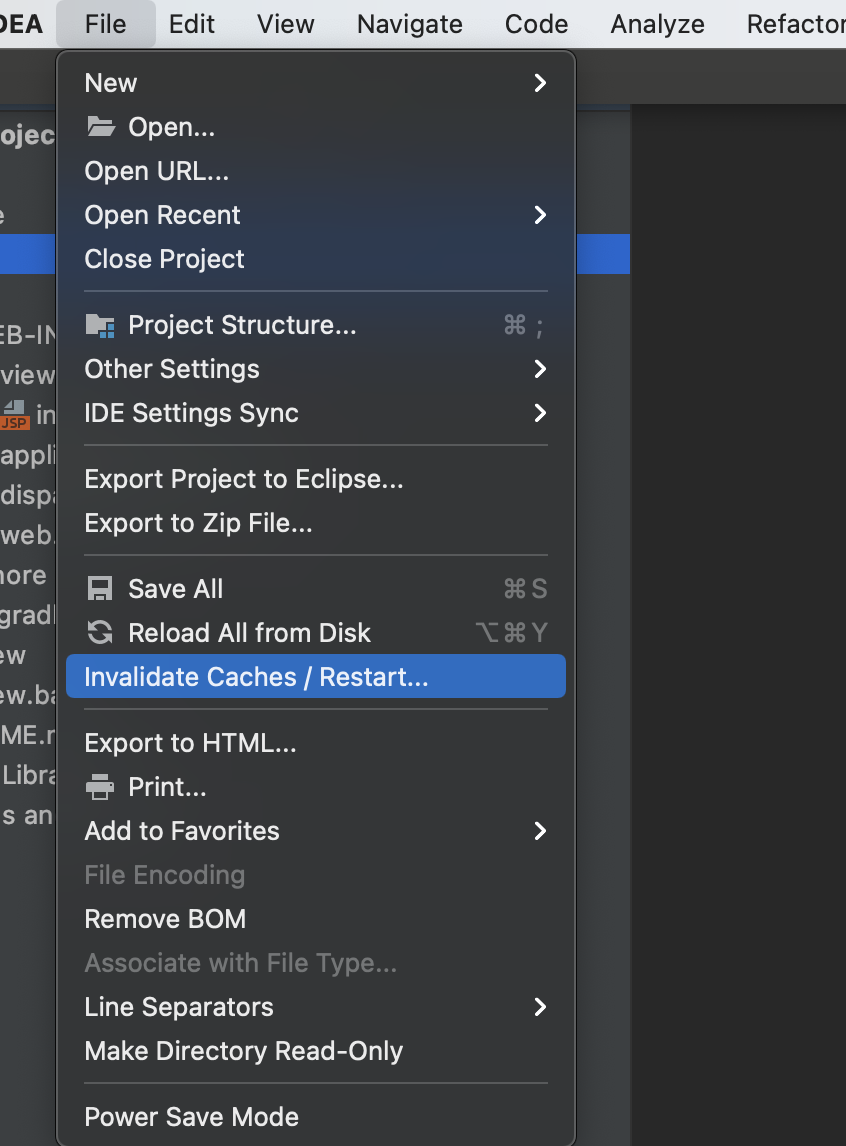 DEA File Edit View Navigate Code Analyze Refactor
New
Open...
Open URL...
Open Recent
Close Project
Project Structure... ⌘ ;
Other Settings
IDE Settings Sync
Export Project to Eclipse...
Export to Zip File...
Save All ⌘ S
Reload All from Disk ⌥ ⌘ Y
Invalidate Caches / Restart...
Export to HTML...
Print...
Add to Favorites
File Encoding
Remove BOM
Associate with File Type...
Line Separators
Make Directory Read-Only
Power Save Mode
ojec
e
EB-IN
view
JSP in
appli
disp
web.
ore
gradl
ew
ew.ba
ME.r
Libra
s an